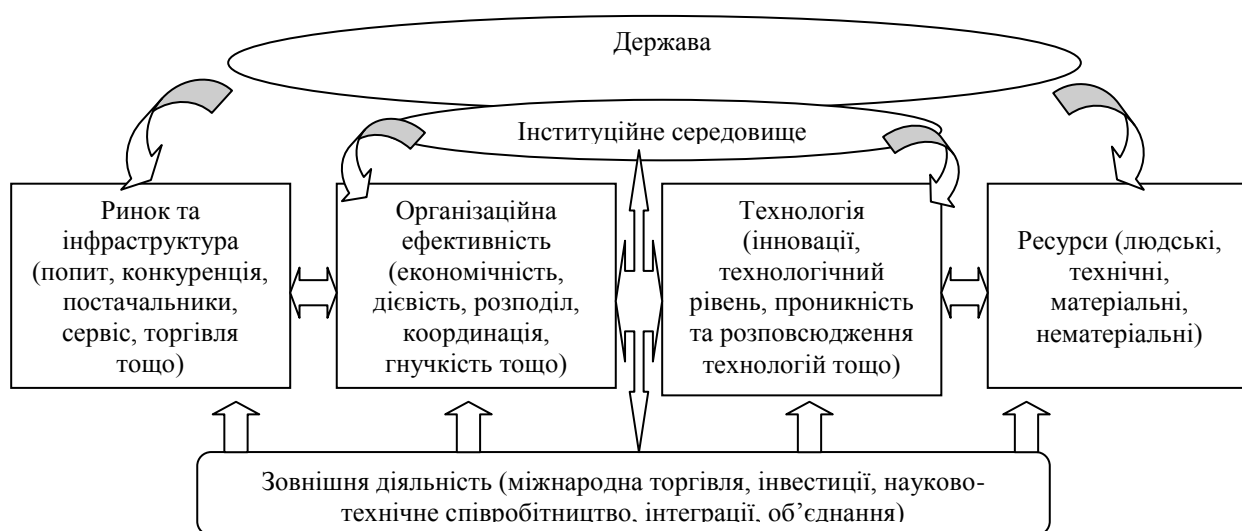 Держава
Інституційне середовище
Ринок та
інфраструктура
(попит, конкуренція,
постачальники,
сервіс, торгівля
тощо)
Організаційна
ефективність
(економічність,
дієвість, розподіл,
координація,
гнучкість тощо)
Технологія
(інновації,
технологічний
рівень, проникність
та розповсюдження
технологій тощо)
Ресурси (людські,
технічні,
матеріальні,
нематеріальні)
Зовнішня діяльність (міжнародна торгівля, інвестиції, науково-
технічне співробітництво, інтеграції, об’єднання)